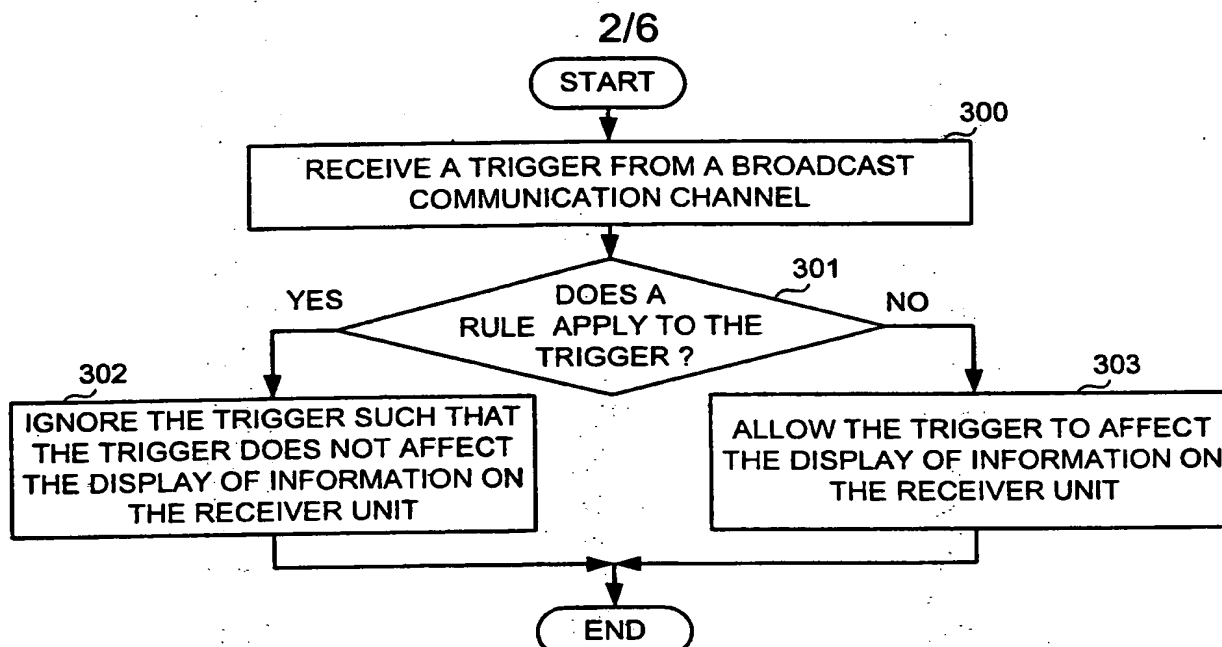 2/6
START
300
RECEIVE A TRIGGER FROM A BROADCAST
COMMUNICATION CHANNEL
301
YES
DOES A
RULE APPLY TO THE
TRIGGER ?
NO
302
IGNORE THE TRIGGER SUCH THAT
THE TRIGGER DOES NOT AFFECT
THE DISPLAY OF INFORMATION ON
THE RECEIVER UNIT
303
ALLOW THE TRIGGER TO AFFECT
THE DISPLAY OF INFORMATION ON
THE RECEIVER UNIT
END